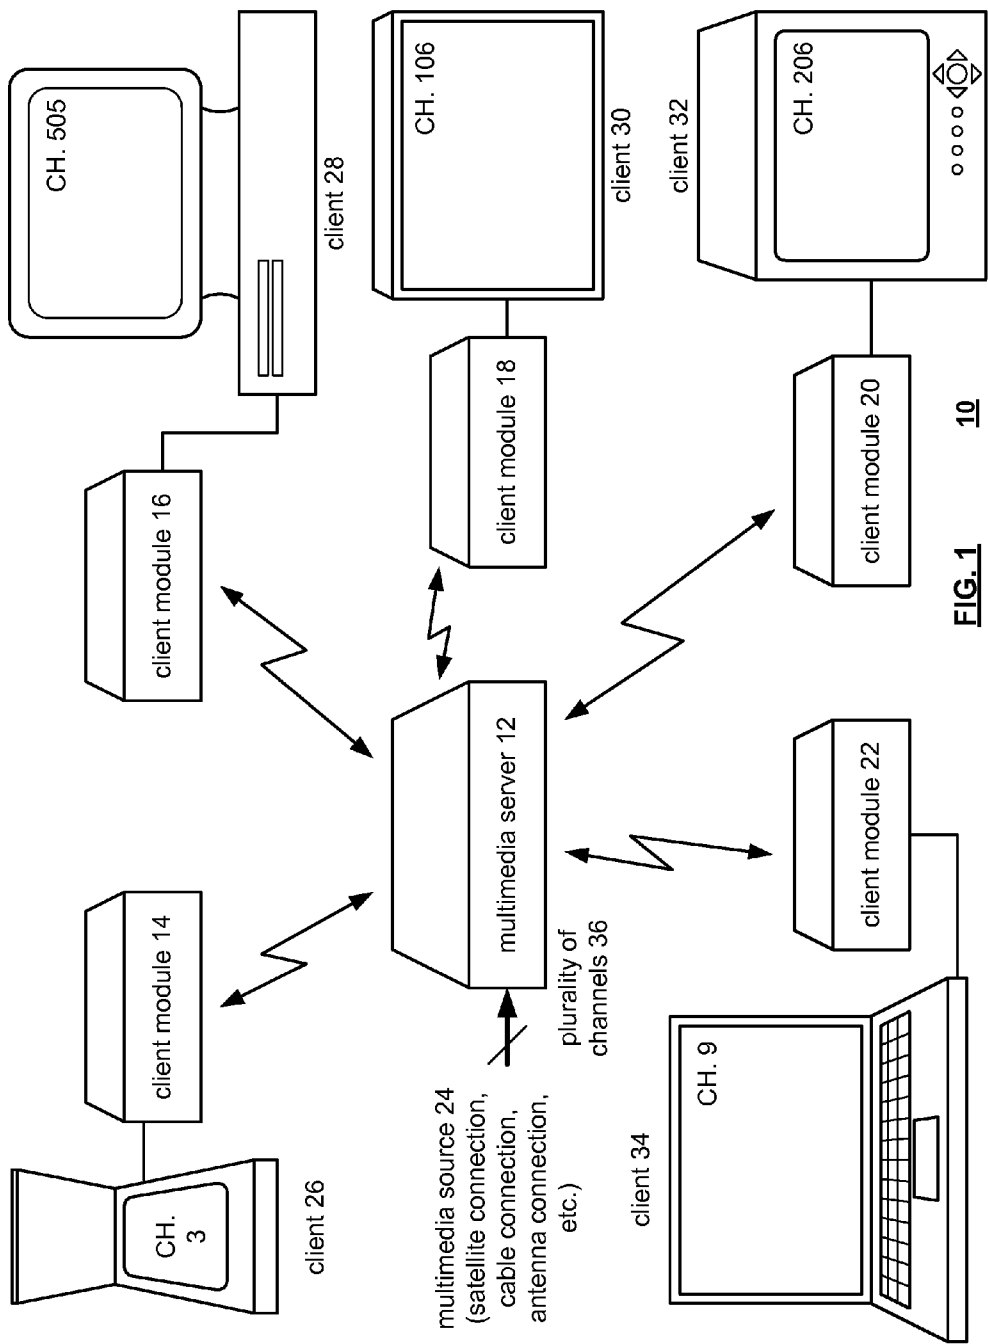 CH.
3
client 26
client module 14
client module 16
CH. 505
client 28
multimedia source 24
(satellite connection,
cable connection,
antenna connection,
etc.)
plurality of
channels 36
multimedia server 12
client module 18
CH. 106
client 30
client 34
CH. 9
client module 22
client module 20
client 32
CH. 206
FIG. 1
10